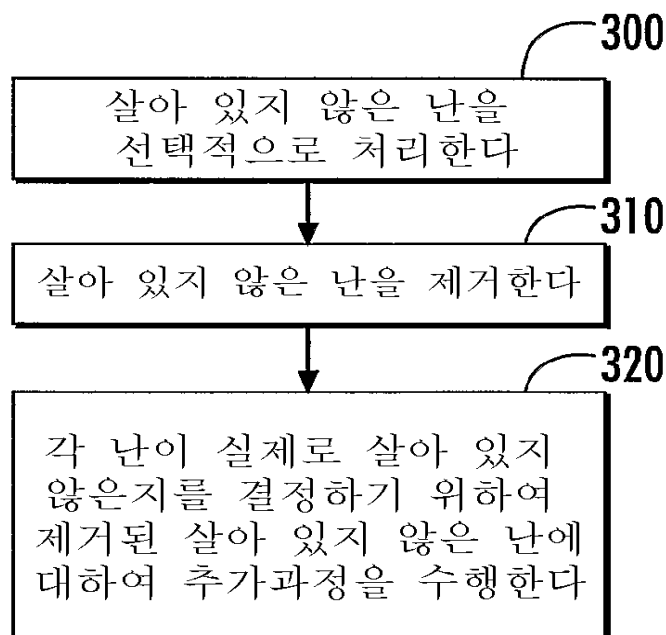 300
살아 있지 않은 난을
선택적으로 처리한다
310
살아 있지 않은 난을 제거한다
320
각 난이 실제로 살아 있지
않은지를 결정하기 위하여
제거된 살아 있지 않은 난에
대하여 추가과정을 수행한다